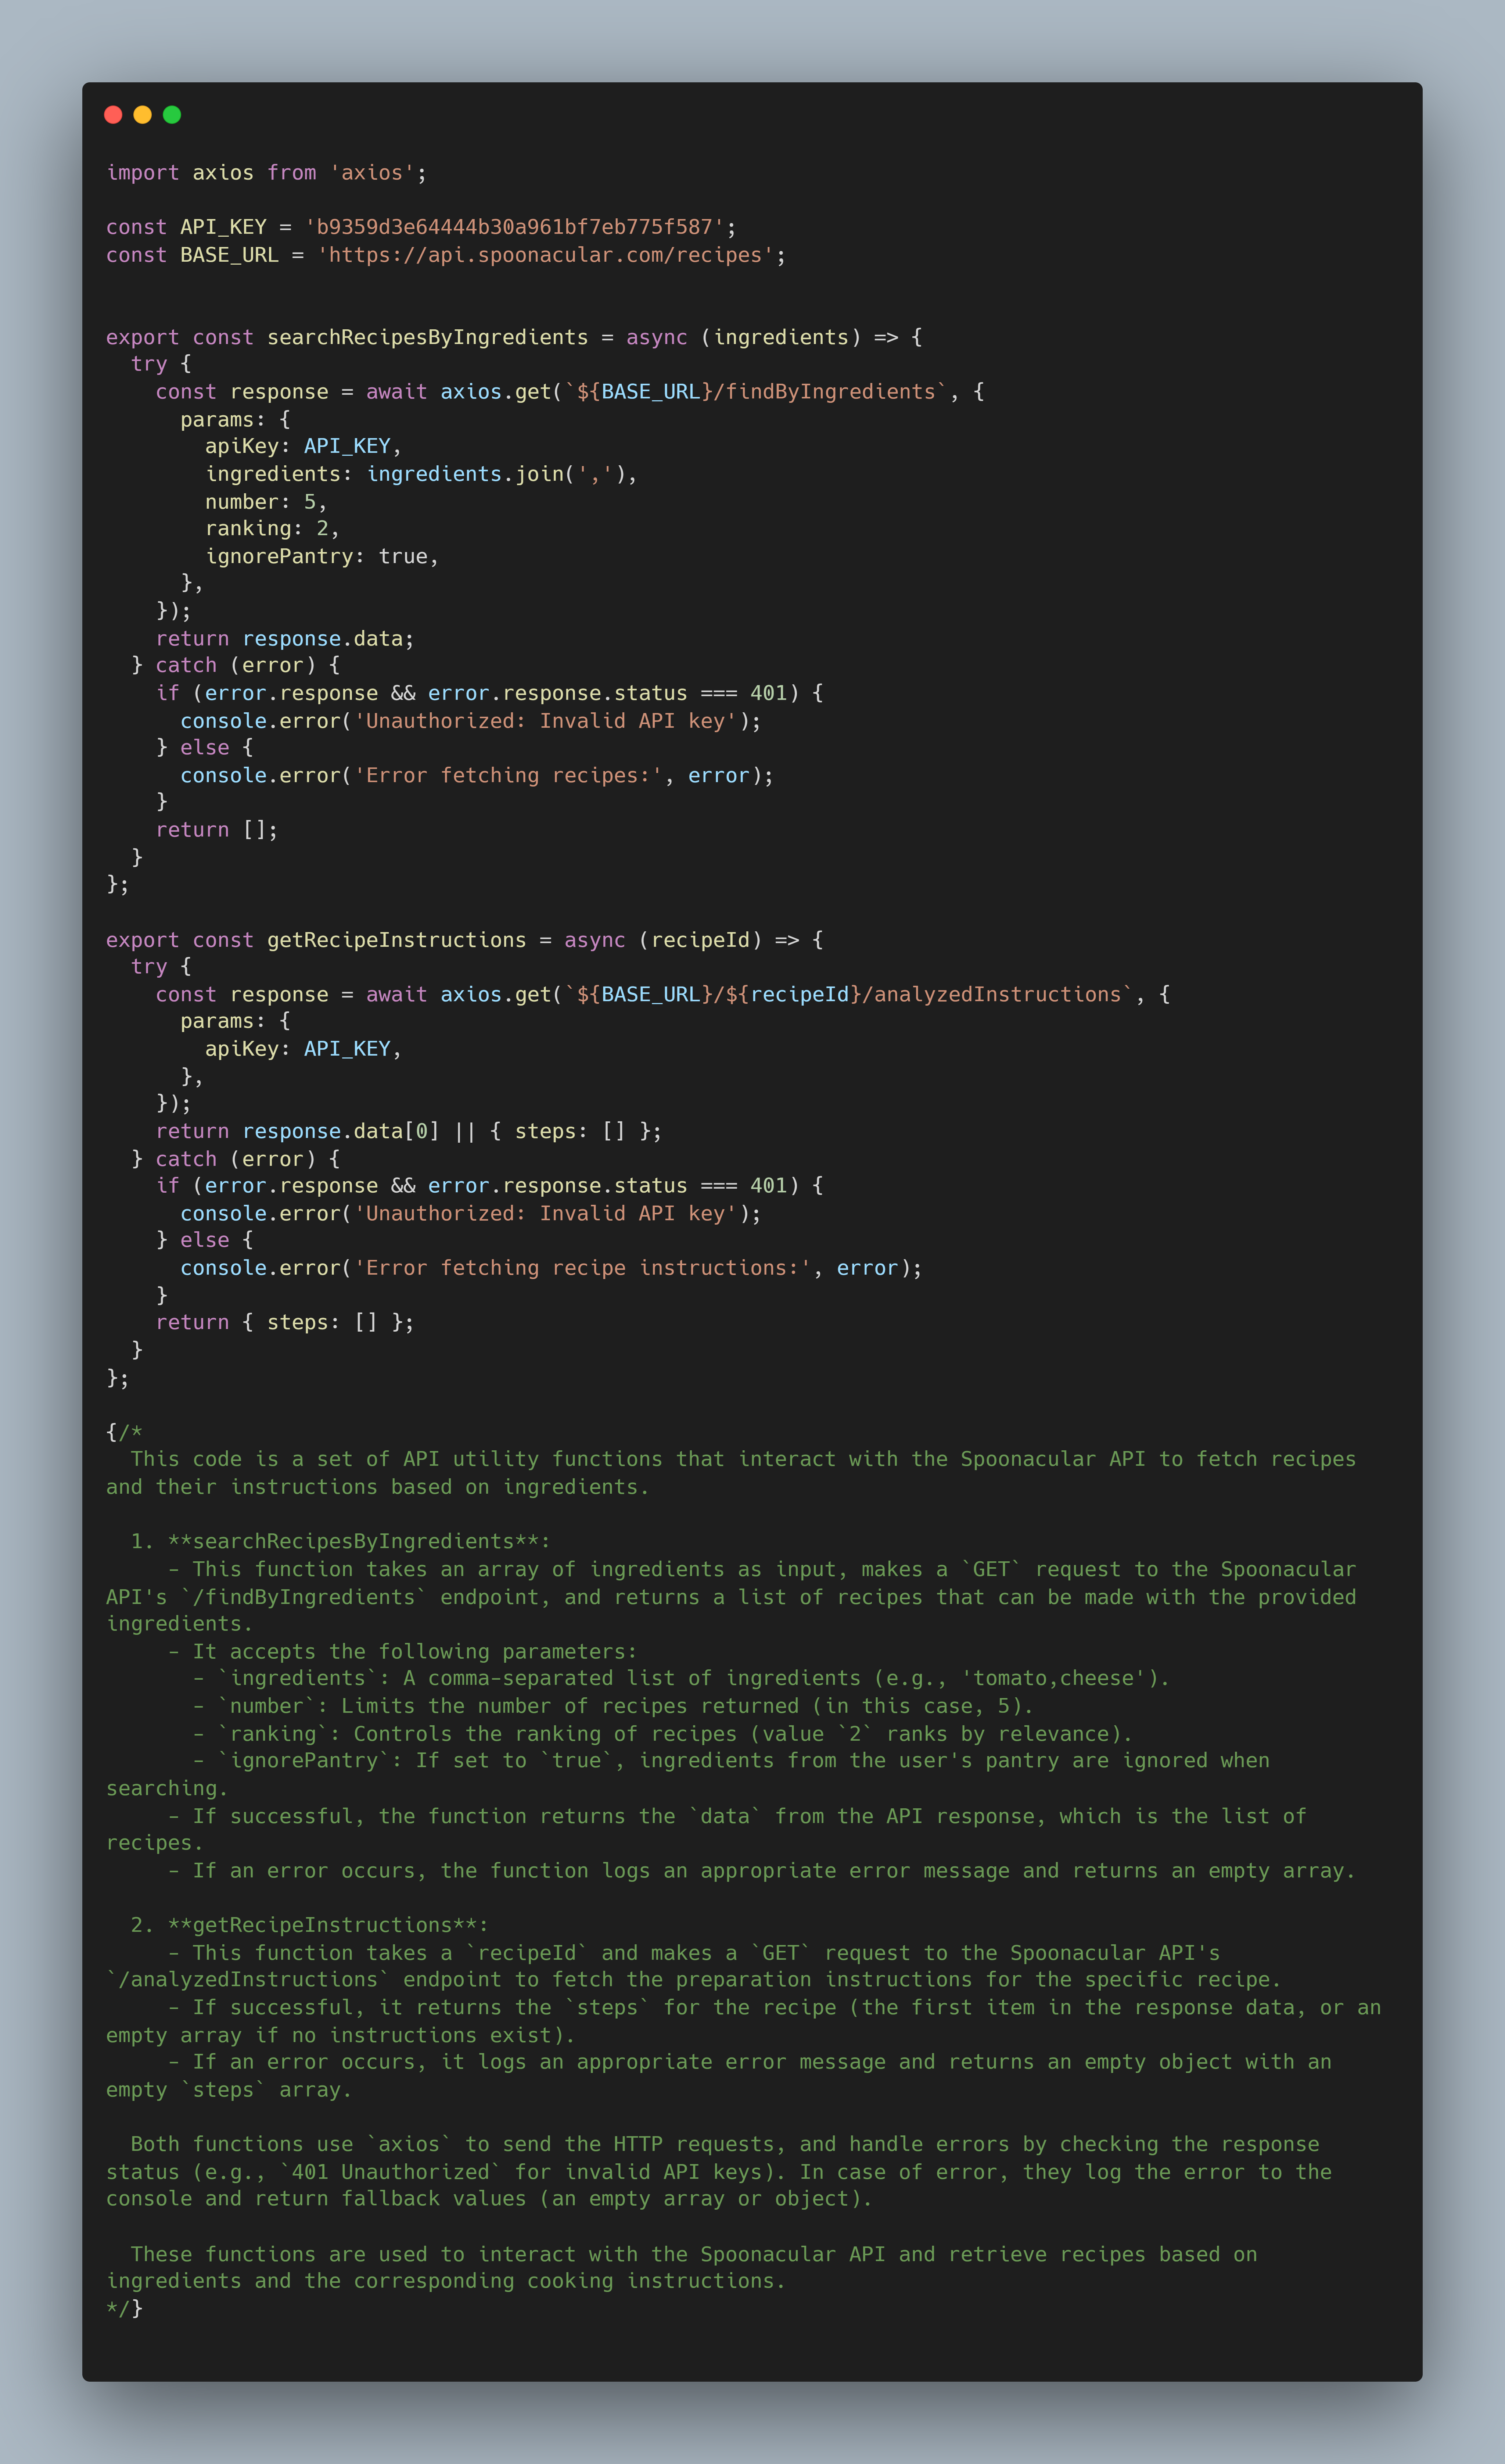 import axios from 'axios';
const API_KEY = 'b9359d3e64444b30a961bf7eb775f587';
const BASE_URL = 'https://api.spoonacular.com/recipes';
export const searchRecipesByIngredients = async (ingredients) => {
  try {
    const response = await axios.get(`${BASE_URL}/findByIngredients`, {
      params: {
        apiKey: API_KEY,
        ingredients: ingredients.join(','),
        number: 5,
        ranking: 2,
        ignorePantry: true,
      },
    });
    return response.data;
  } catch (error) {
    if (error.response && error.response.status === 401) {
      console.error('Unauthorized: Invalid API key');
    } else {
      console.error('Error fetching recipes:', error);
    }
    return [];
  }
};
export const getRecipeInstructions = async (recipeId) => {
  try {
    const response = await axios.get(`${BASE_URL}/${recipeId}/analyzedInstructions`, {
      params: {
        apiKey: API_KEY,
      },
    });
    return response.data[0] || { steps: [] };
  } catch (error) {
    if (error.response && error.response.status === 401) {
      console.error('Unauthorized: Invalid API key');
    } else {
      console.error('Error fetching recipe instructions:', error);
    }
    return { steps: [] };
  }
};
{/*
  This code is a set of API utility functions that interact with the Spoonacular API to fetch recipes
and their instructions based on ingredients.
  1. **searchRecipesByIngredients**:
     - This function takes an array of ingredients as input, makes a `GET` request to the Spoonacular
API's `/findByIngredients` endpoint, and returns a list of recipes that can be made with the provided
ingredients.
     - It accepts the following parameters:
       - `ingredients`: A comma-separated list of ingredients (e.g., 'tomato,cheese').
       - `number`: Limits the number of recipes returned (in this case, 5).
       - `ranking`: Controls the ranking of recipes (value `2` ranks by relevance).
       - `ignorePantry`: If set to `true`, ingredients from the user's pantry are ignored when
searching.
     - If successful, the function returns the `data` from the API response, which is the list of
recipes.
     - If an error occurs, the function logs an appropriate error message and returns an empty array.
  2. **getRecipeInstructions**:
     - This function takes a `recipeId` and makes a `GET` request to the Spoonacular API's
`/analyzedInstructions` endpoint to fetch the preparation instructions for the specific recipe.
     - If successful, it returns the `steps` for the recipe (the first item in the response data, or an
empty array if no instructions exist).
     - If an error occurs, it logs an appropriate error message and returns an empty object with an
empty `steps` array.
  Both functions use `axios` to send the HTTP requests, and handle errors by checking the response
status (e.g., `401 Unauthorized` for invalid API keys). In case of error, they log the error to the
console and return fallback values (an empty array or object).
  These functions are used to interact with the Spoonacular API and retrieve recipes based on
ingredients and the corresponding cooking instructions.
*/}